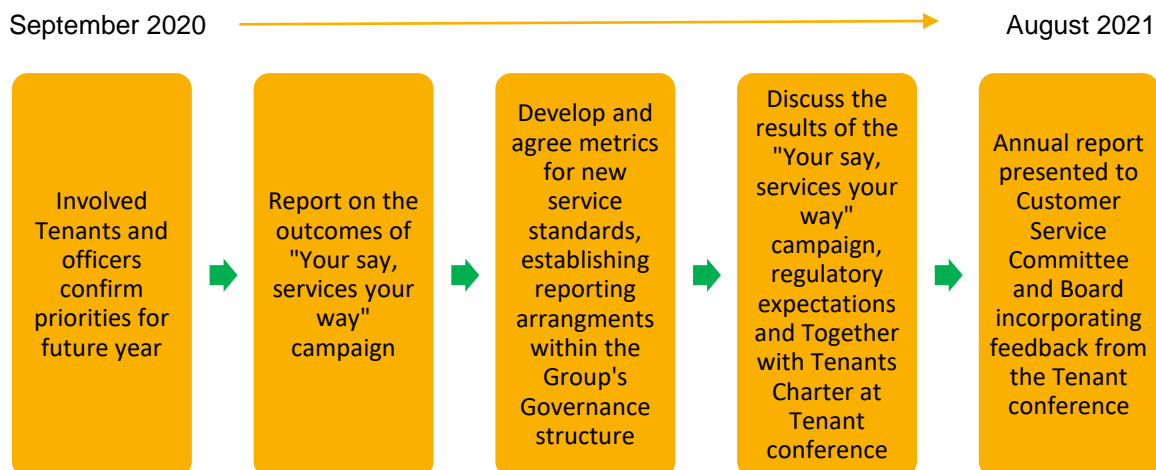 September 2020
August 2021
Involved
Tenants and
officers
confirm
priorities for
future year
Report on the
outcomes of
"Your say,
services your
way"
campaign
Develop and
agree metrics
for new
service
standards,
establishing
reporting
arrangments
within the
Group's
Governance
structure
Discuss the
results of the
"Your say,
services your
way"
campaign,
regulatory
expectations
and Together
with Tenants
Charter at
Tenant
conference
Annual report
presented to
Customer
Service
Committee
and Board
incorporating
feedback from
the Tenant
conference